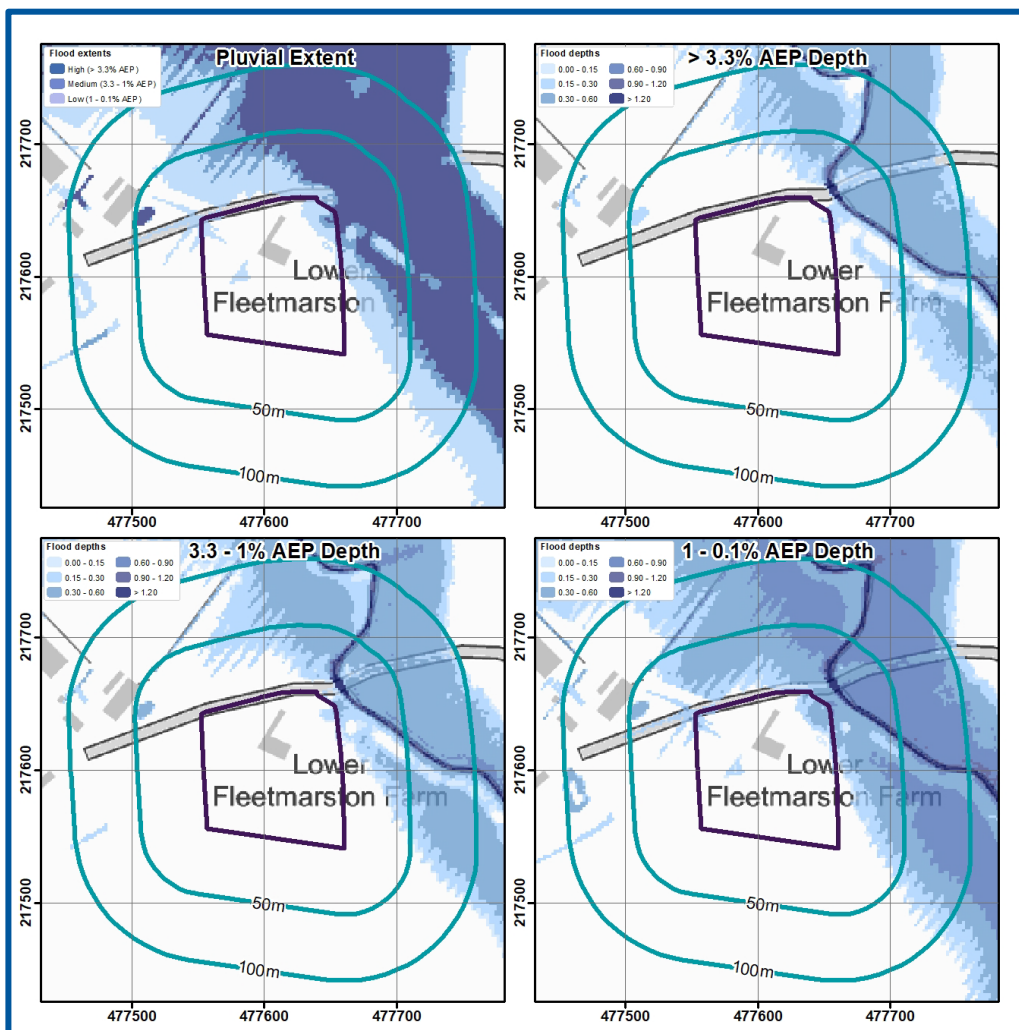 Pluvial Extent
Flood extents
High (> 3.3% AEP)
Medium (3.3 - 1% AEP)
Low (1 - 0.1% AEP)
217700
217600
217500
Lower
Fleetmarston
50m
100m
477500
477600
477700
> 3.3% AEP Depth
Flood depths
0.00 - 0.15
0.15 - 0.30
0.30 - 0.60
0.60 - 0.90
0.90 - 1.20
> 1.20
217700
217600
217500
Lower
Fleetmarston Farm
50m
100m
477500
477600
477700
3.3 - 1% AEP Depth
Flood depths
0.00 - 0.15
0.15 - 0.30
0.30 - 0.60
0.60 - 0.90
0.90 - 1.20
> 1.20
217700
217600
217500
Lower
Fleetmarston Farm
50m
100m
477500
477600
477700
1 - 0.1% AEP Depth
Flood depths
0.00 - 0.15
0.15 - 0.30
0.30 - 0.60
0.60 - 0.90
0.90 - 1.20
> 1.20
217700
217600
217500
Lower
Fleetmarston Farm
50m
100m
477500
477600
477700